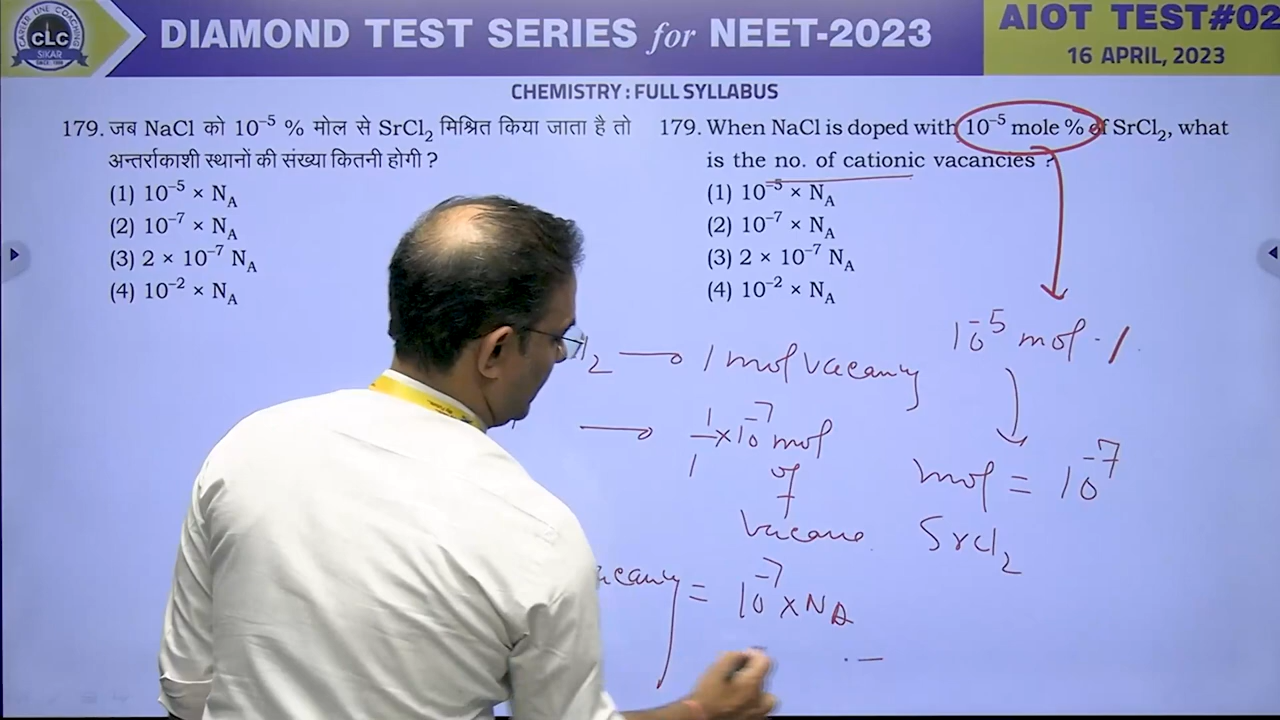 CAREER LINE COACHING
CLC
SIKAR
DIAMOND TEST SERIES for NEET-2023
AIOT TEST#02
16 APRIL, 2023
CHEMISTRY : FULL SYLLABUS
179. जब NaCl को 10⁻⁵ % मोल से SrCl₂ मिश्रित किया जाता है तो
अन्तर्राकाशी स्थानों की संख्या कितनी होगी ?
(1) 10⁻⁵ × N_A
(2) 10⁻⁷ × N_A
(3) 2 × 10⁻⁷ N_A
(4) 10⁻² × N_A
179. When NaCl is doped with 10⁻⁵ mole % of SrCl₂, what
is the no. of cationic vacancies ?
(1) 10⁻⁵ × N_A
(2) 10⁻⁷ × N_A
(3) 2 × 10⁻⁷ N_A
(4) 10⁻² × N_A
10⁻⁵ mol ·/.
l₂ → 1 mol vacancy
→ 1/1 × 10⁻⁷ mol
of
mol = 10⁻⁷
SrCl₂
= 10⁻⁷ × N_A